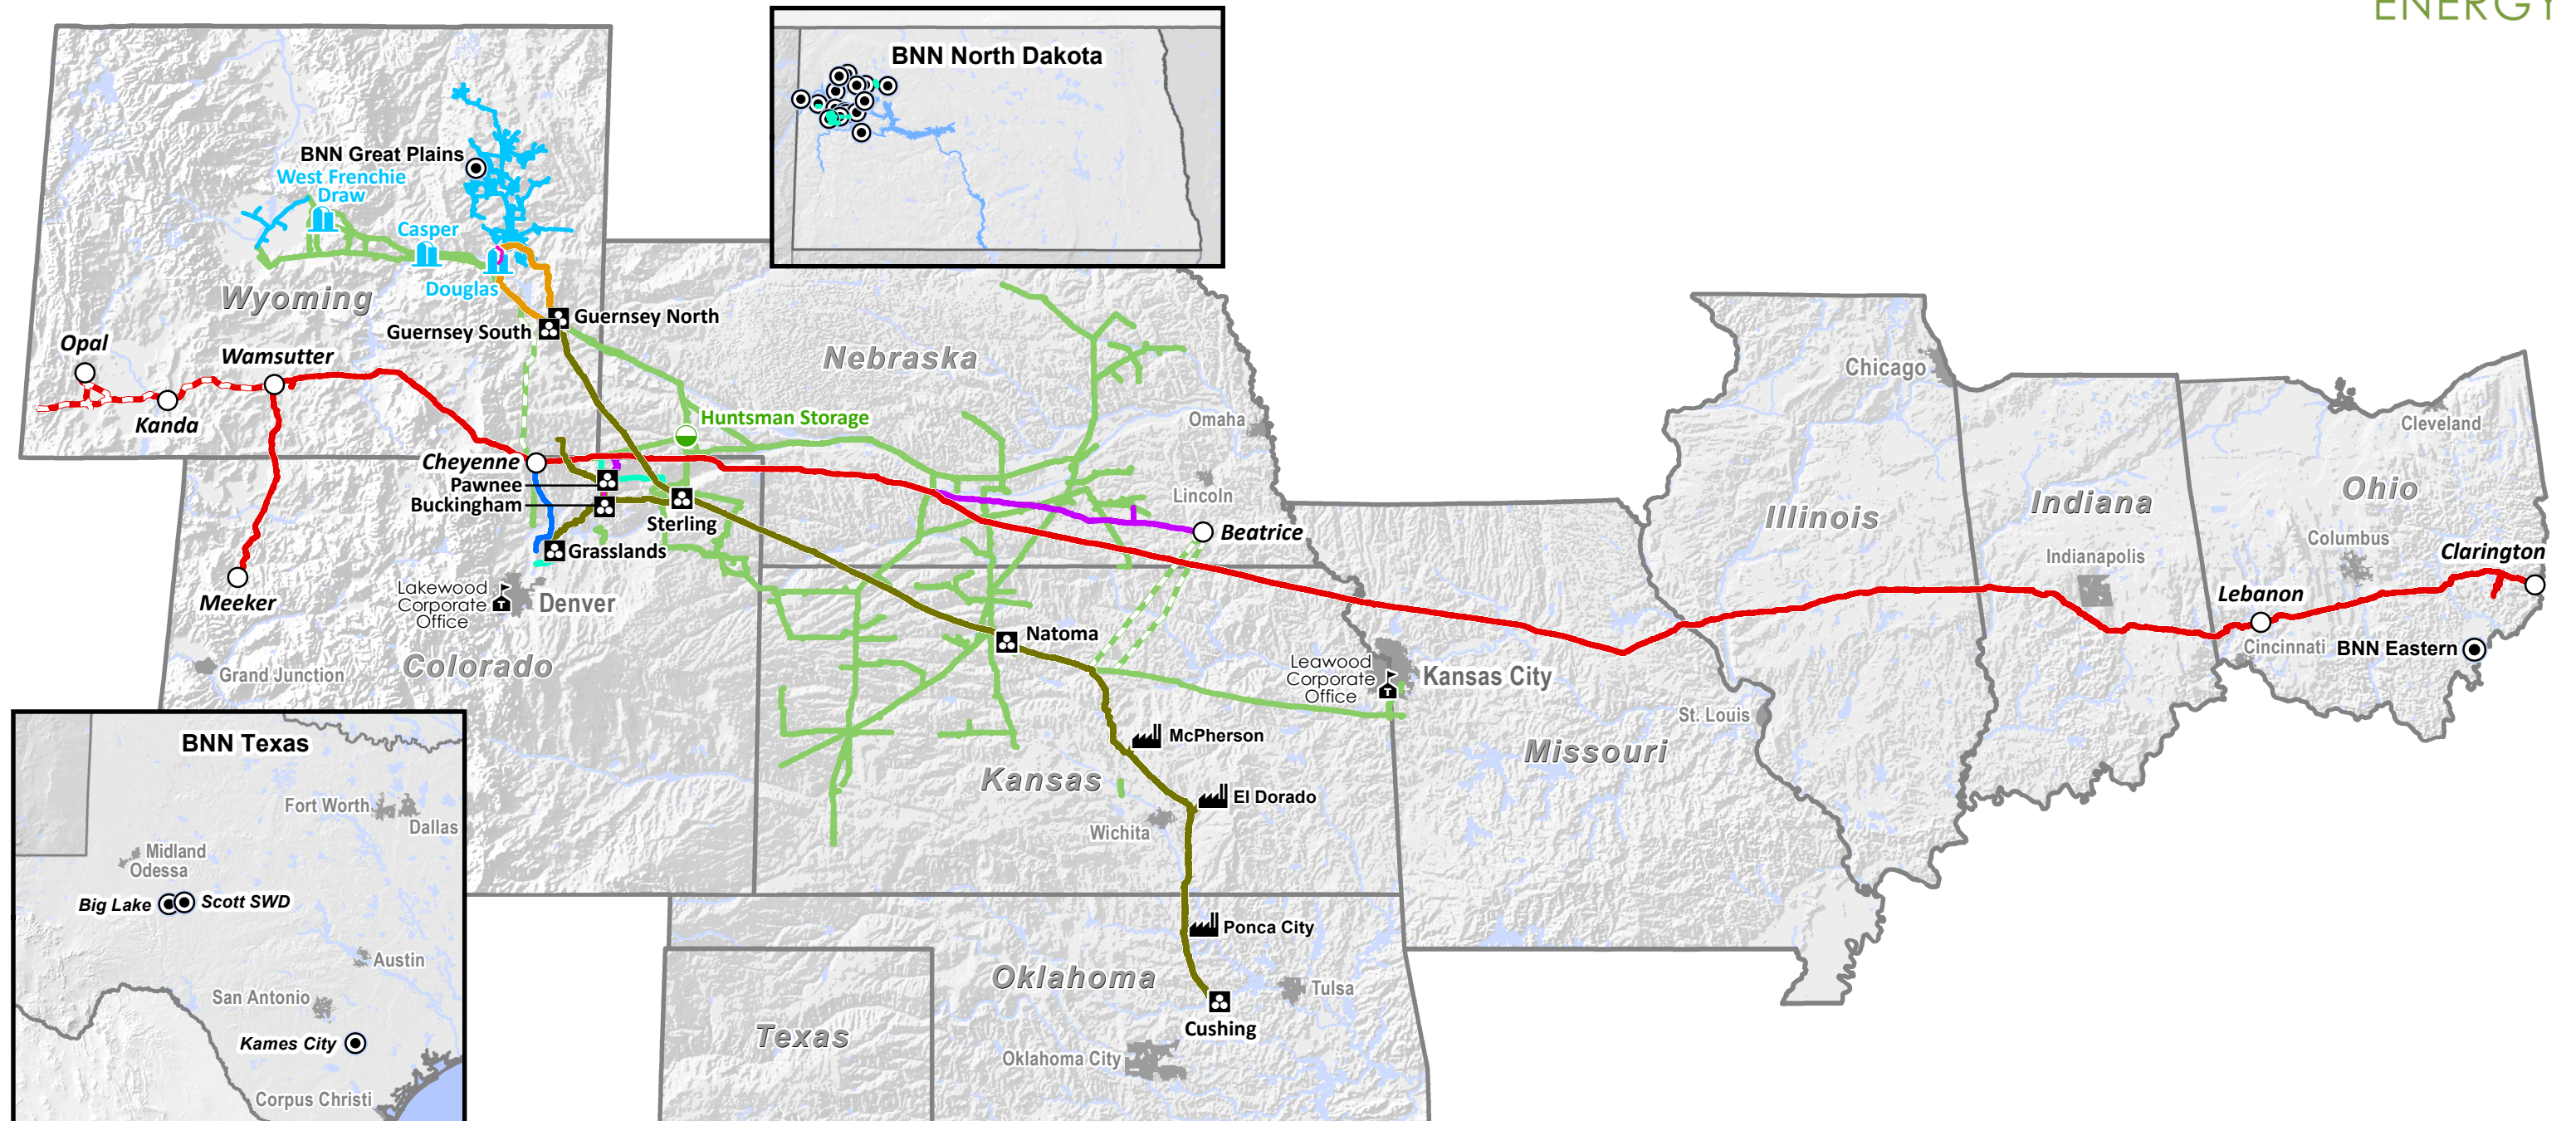 ENERGY
BNN North Dakota
BNN Great Plains
West Frenchie
Draw
Casper
Douglas
Wyoming
Guernsey North
Guernsey South
Opal
Wamsutter
Kanda
Nebraska
Chicago
Huntsman Storage
Omaha
Cleveland
Cheyenne
Pawnee
Buckingham
Sterling
Lincoln
Illinois
Indiana
Ohio
Beatrice
Columbus
Grasslands
Indianapolis
Clarington
Meeker
Lakewood
Corporate
Office
Denver
Lebanon
Natoma
Cincinnati
BNN Eastern
Grand Junction
Colorado
Leawood
Corporate
Office
Kansas City
St. Louis
BNN Texas
McPherson
Missouri
Kansas
El Dorado
Fort Worth
Dallas
Wichita
Midland
Odessa
Big Lake
Scott SWD
Ponca City
Austin
Oklahoma
San Antonio
Tulsa
Cushing
Texas
Kames City
Oklahoma City
Corpus Christi
T
T